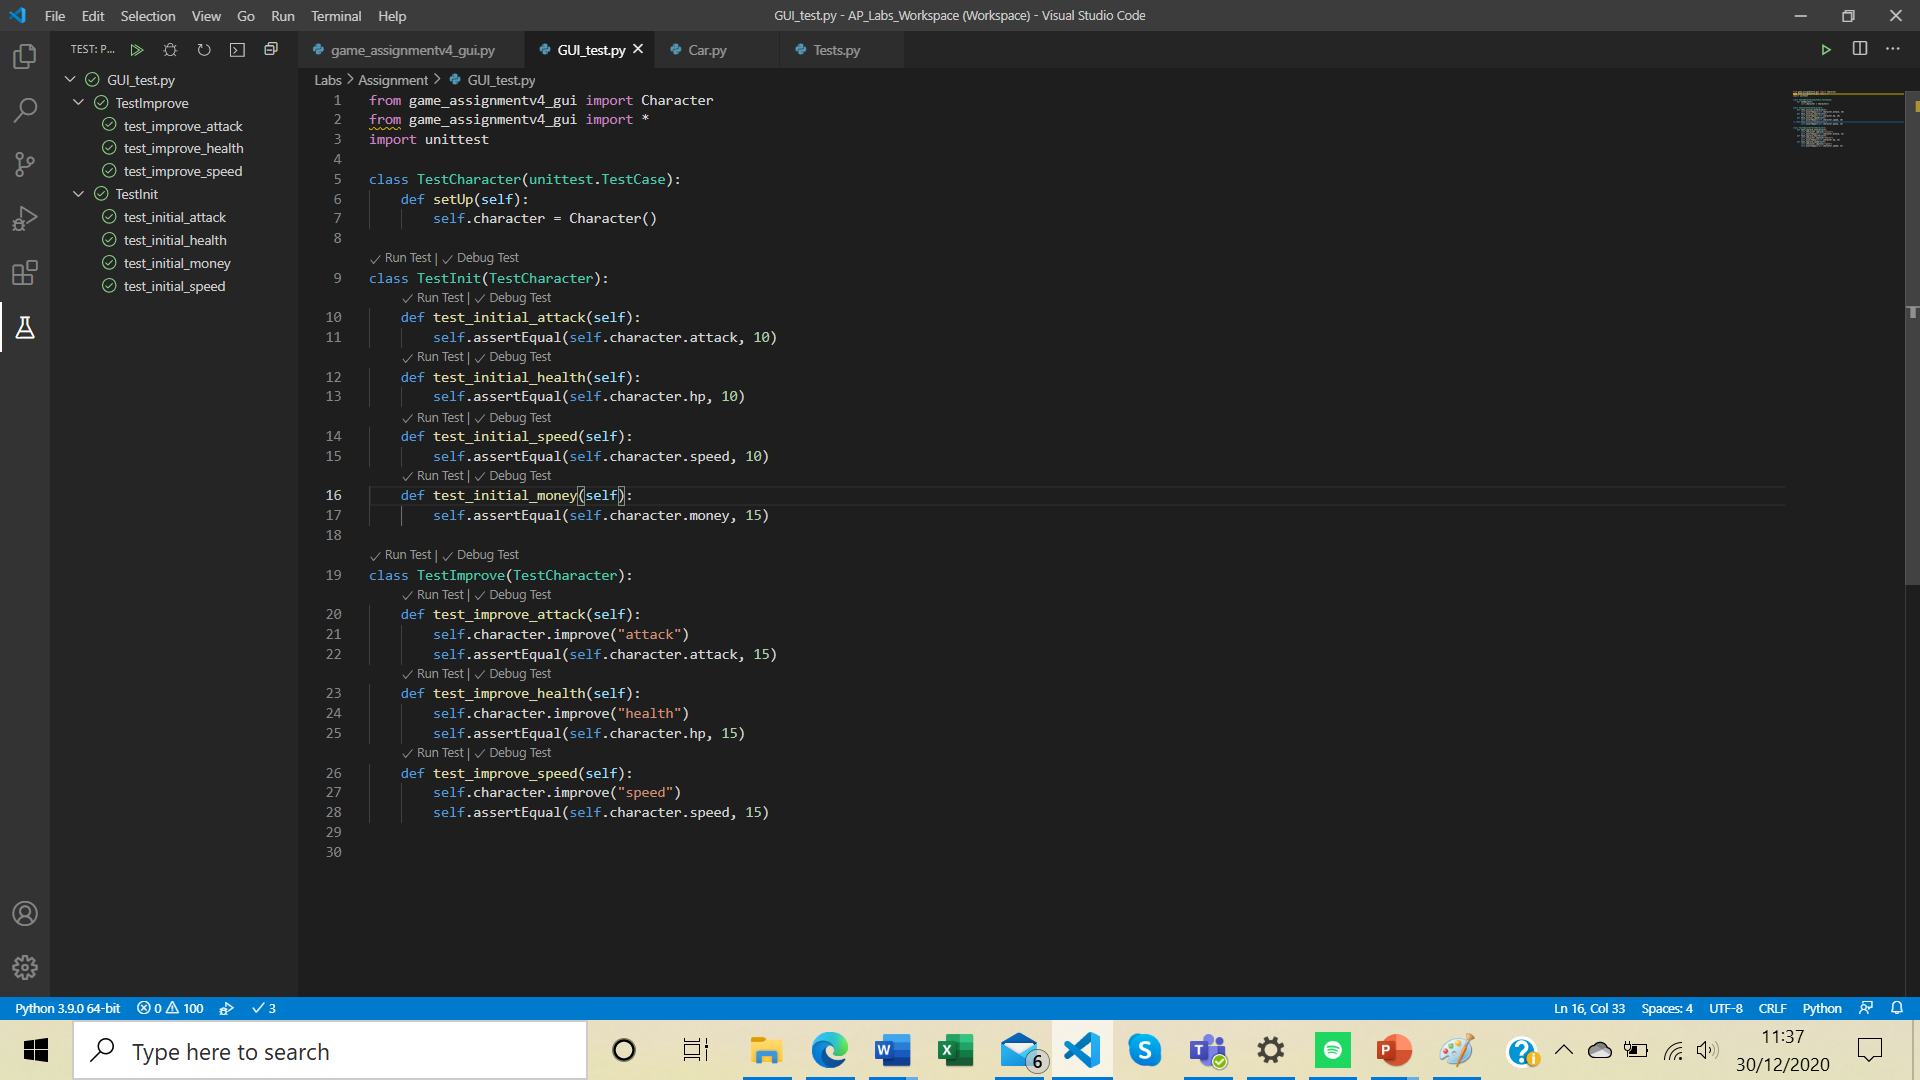 File Edit Selection View Go Run Terminal Help
GUI_test.py - AP_Labs_Workspace (Workspace) - Visual Studio Code
TEST: P...
game_assignmentv4_gui.py GUI_test.py Car.py Tests.py
GUI_test.py
TestImprove
test_improve_attack
test_improve_health
test_improve_speed
TestInit
test_initial_attack
test_initial_health
test_initial_money
test_initial_speed
Labs > Assignment > GUI_test.py
1 from game_assignmentv4_gui import Character
2 from game_assignmentv4_gui import *
3 import unittest
4
5 class TestCharacter(unittest.TestCase):
6 def setUp(self):
7 self.character = Character()
8
✓ Run Test | ✓ Debug Test
9 class TestInit(TestCharacter):
✓ Run Test | ✓ Debug Test
10 def test_initial_attack(self):
11 self.assertEqual(self.character.attack, 10)
✓ Run Test | ✓ Debug Test
12 def test_initial_health(self):
13 self.assertEqual(self.character.hp, 10)
✓ Run Test | ✓ Debug Test
14 def test_initial_speed(self):
15 self.assertEqual(self.character.speed, 10)
✓ Run Test | ✓ Debug Test
16 def test_initial_money(self):
17 self.assertEqual(self.character.money, 15)
18
✓ Run Test | ✓ Debug Test
19 class TestImprove(TestCharacter):
✓ Run Test | ✓ Debug Test
20 def test_improve_attack(self):
21 self.character.improve("attack")
22 self.assertEqual(self.character.attack, 15)
✓ Run Test | ✓ Debug Test
23 def test_improve_health(self):
24 self.character.improve("health")
25 self.assertEqual(self.character.hp, 15)
✓ Run Test | ✓ Debug Test
26 def test_improve_speed(self):
27 self.character.improve("speed")
28 self.assertEqual(self.character.speed, 15)
29
30
Python 3.9.0 64-bit 0 100 ✓ 3
Ln 16, Col 33 Spaces: 4 UTF-8 CRLF Python
Type here to search
6
11:37
30/12/2020